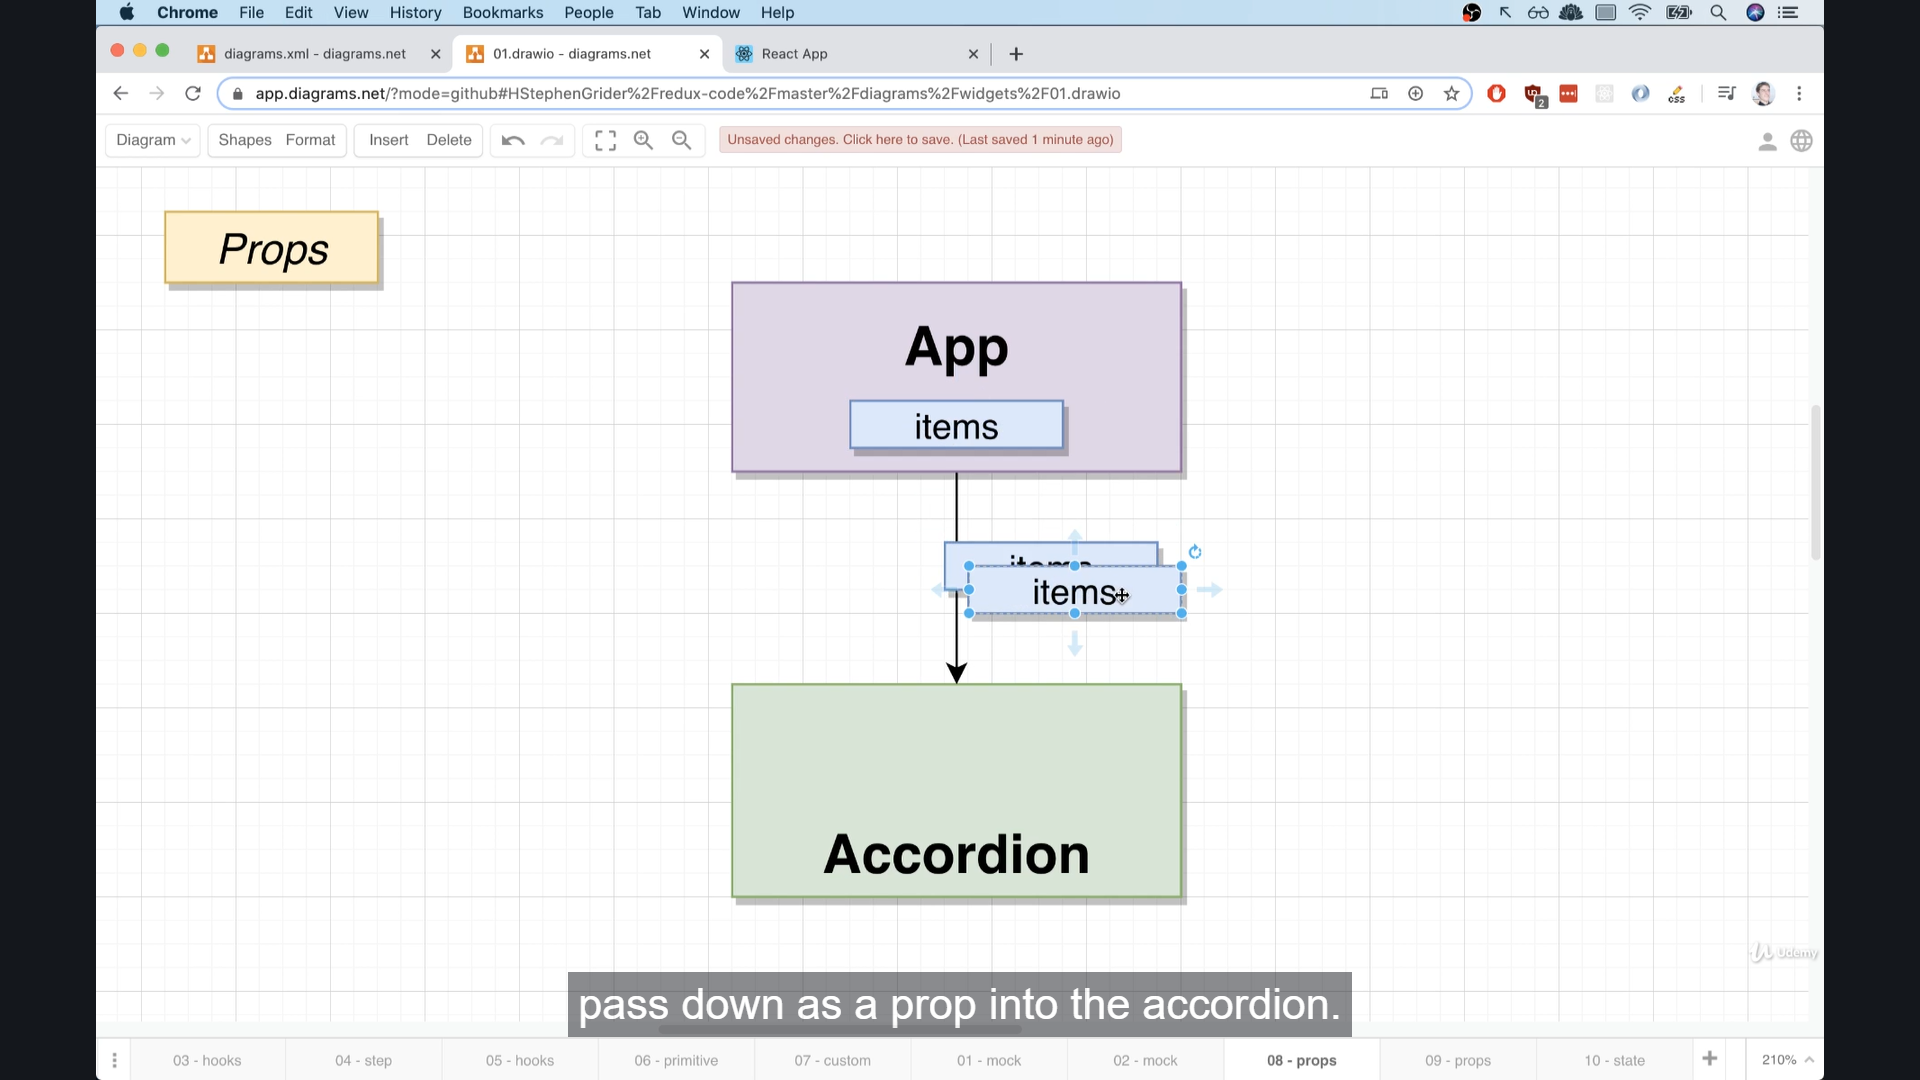 Chrome File Edit View History Bookmarks People Tab Window Help
diagrams.xml - diagrams.net
01.drawio - diagrams.net
React App
app.diagrams.net/?mode=github#HStephenGrider%2Fredux-code%2Fmaster%2Fdiagrams%2Fwidgets%2F01.drawio
2
css
Diagram Shapes Format Insert Delete
Unsaved changes. Click here to save. (Last saved 1 minute ago)
Props
App
items
items
items
Accordion
Udemy
pass down as a prop into the accordion.
03 - hooks 04 - step 05 - hooks 06 - primitive 07 - custom 01 - mock 02 - mock 08 - props 09 - props 10 - state
210%